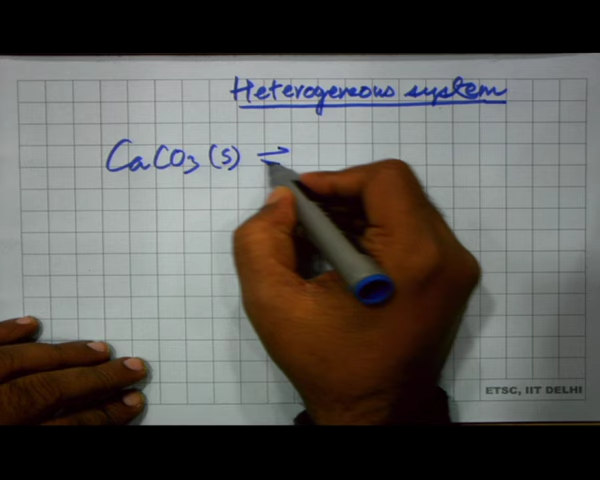 Heterogeneous system
CaCO3 (s) ⇌
ETSC, IIT DELHI